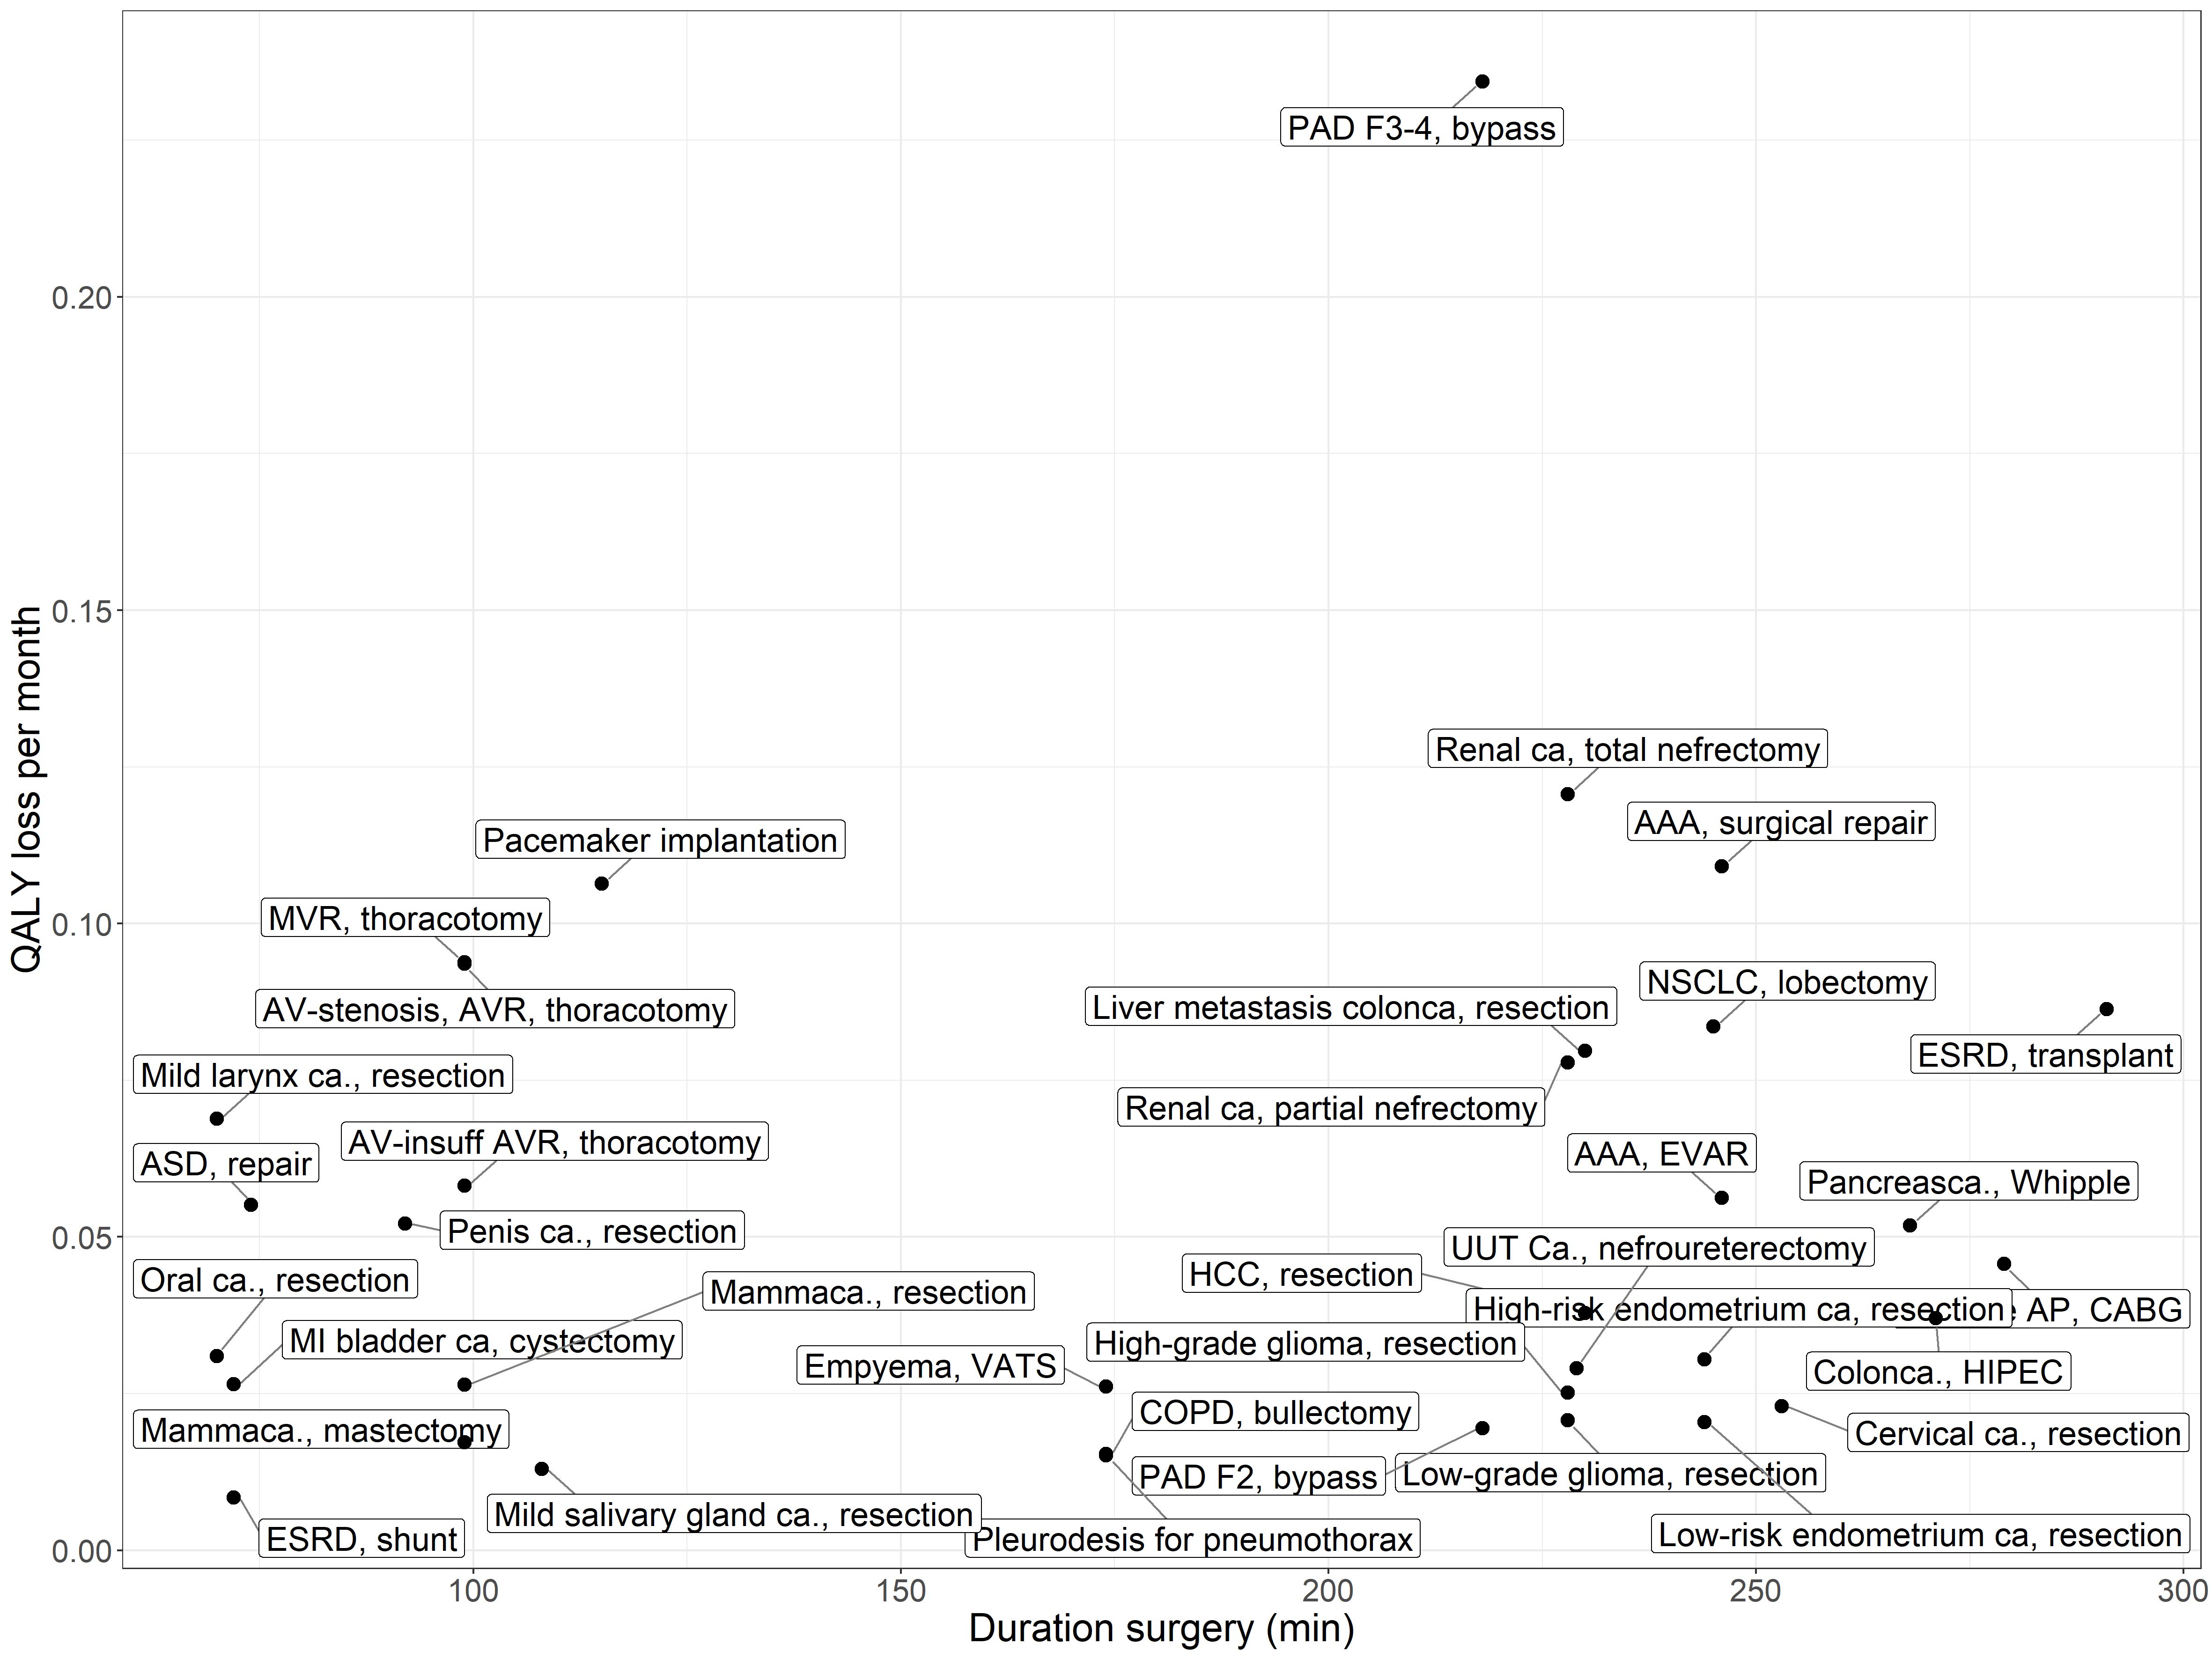 PAD F3-4, bypass
0.20
0.15
Renal ca, total nefrectomy
AAA, surgical repair
Pacemaker implantation
MVR, thoracotomy
0.10
NSCLC, lobectomy
Liver metastasis colonca, resection
AV-stenosis, AVR, thoracotomy
ESRD, transplant
Mild larynx ca., resection
Renal ca, partial nefrectomy
AV-insuff AVR, thoracotomy
AAA, EVAR
ASD, repair
Pancreasca., Whipple
Penis ca., resection
0.05
UUT Ca., nefroureterectomy
HCC, resection
Oral ca., resection
Mammaca., resection
High-risk endometrium ca, resection
AP, CABG
MI bladder ca, cystectomy
High-grade glioma, resection
Empyema, VATS
Colonca., HIPEC
COPD, bullectomy
Mammaca., mastectomy
Cervical ca., resection
PAD F2, bypass
Low-grade glioma, resection
Mild salivary gland ca., resection
ESRD, shunt
Pleurodesis for pneumothorax
Low-risk endometrium ca, resection
0.00
100
150
200
250
300
Duration surgery (min)
QALY loss per month